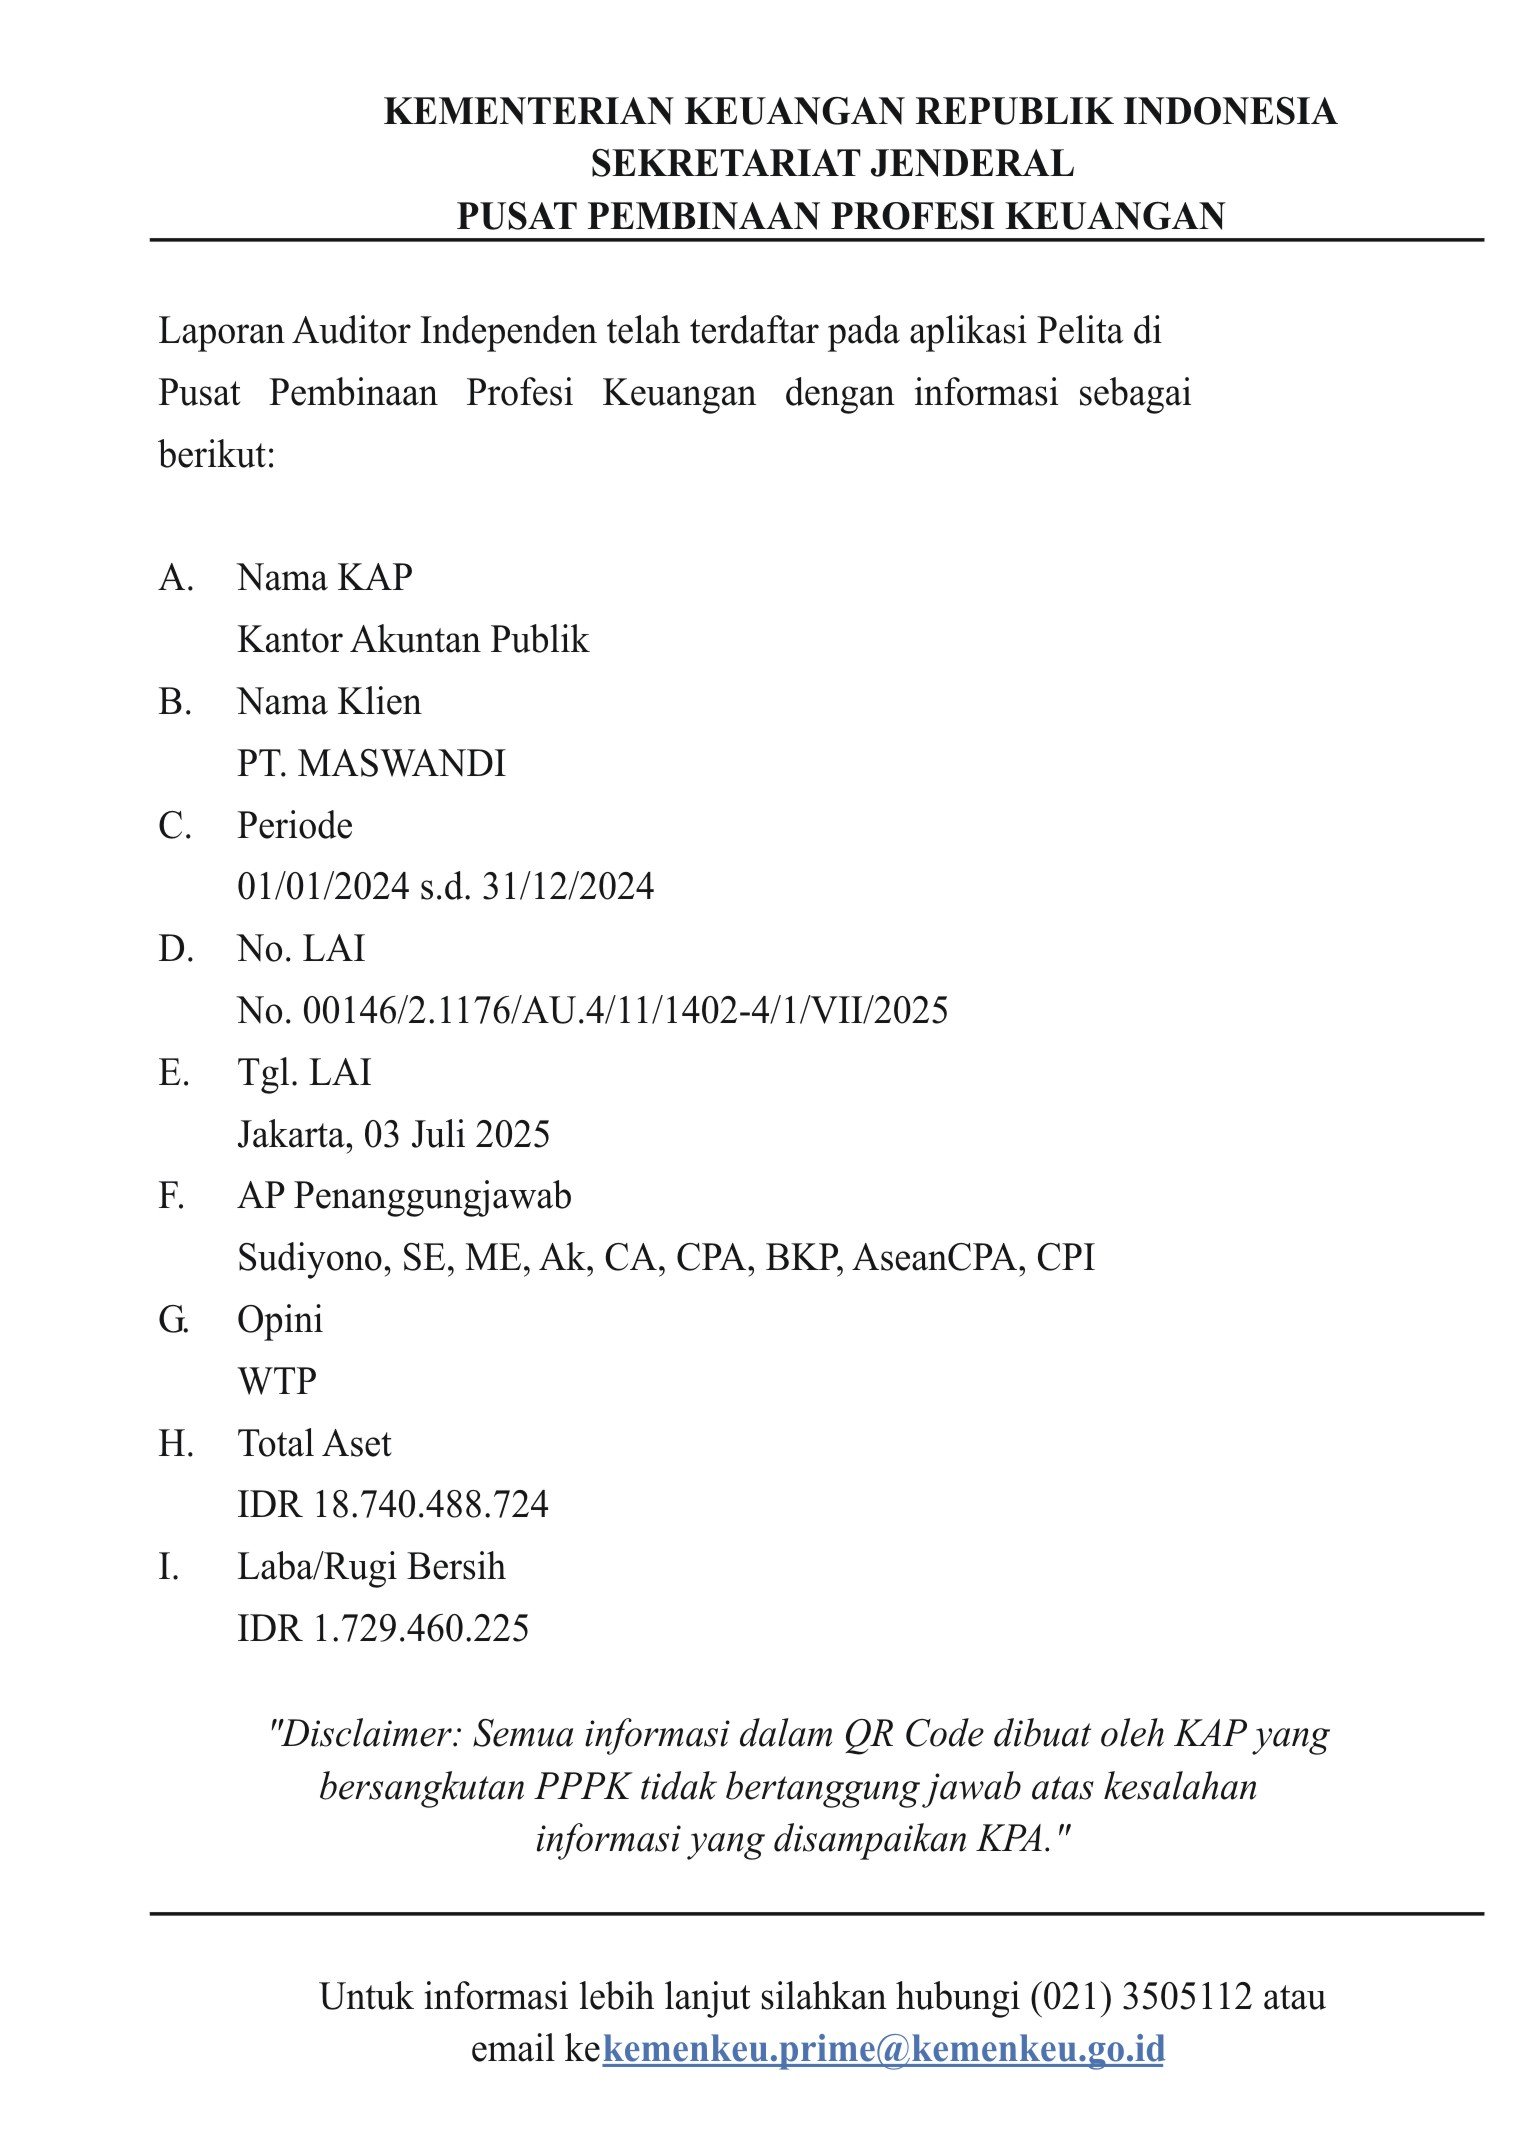 KEMENTERIAN KEUANGAN REPUBLIK INDONESIA
SEKRETARIAT JENDERAL
PUSAT PEMBINAAN PROFESI KEUANGAN
Laporan Auditor Independen telah terdaftar pada aplikasi Pelita di
Pusat Pembinaan Profesi Keuangan dengan informasi sebagai
berikut:
A. Nama KAP
Kantor Akuntan Publik
B. Nama Klien
PT. MASWANDI
C. Periode
01/01/2024 s.d. 31/12/2024
D. No. LAI
No. 00146/2.1176/AU.4/11/1402-4/1/VII/2025
E. Tgl. LAI
Jakarta, 03 Juli 2025
F. AP Penanggungjawab
Sudiyono, SE, ME, Ak, CA, CPA, BKP, AseanCPA, CPI
G. Opini
WTP
H. Total Aset
IDR 18.740.488.724
I. Laba/Rugi Bersih
IDR 1.729.460.225
"Disclaimer: Semua informasi dalam QR Code dibuat oleh KAP yang
bersangkutan PPPK tidak bertanggung jawab atas kesalahan
informasi yang disampaikan KPA."
Untuk informasi lebih lanjut silahkan hubungi (021) 3505112 atau
email kekemenkeu.prime@kemenkeu.go.id